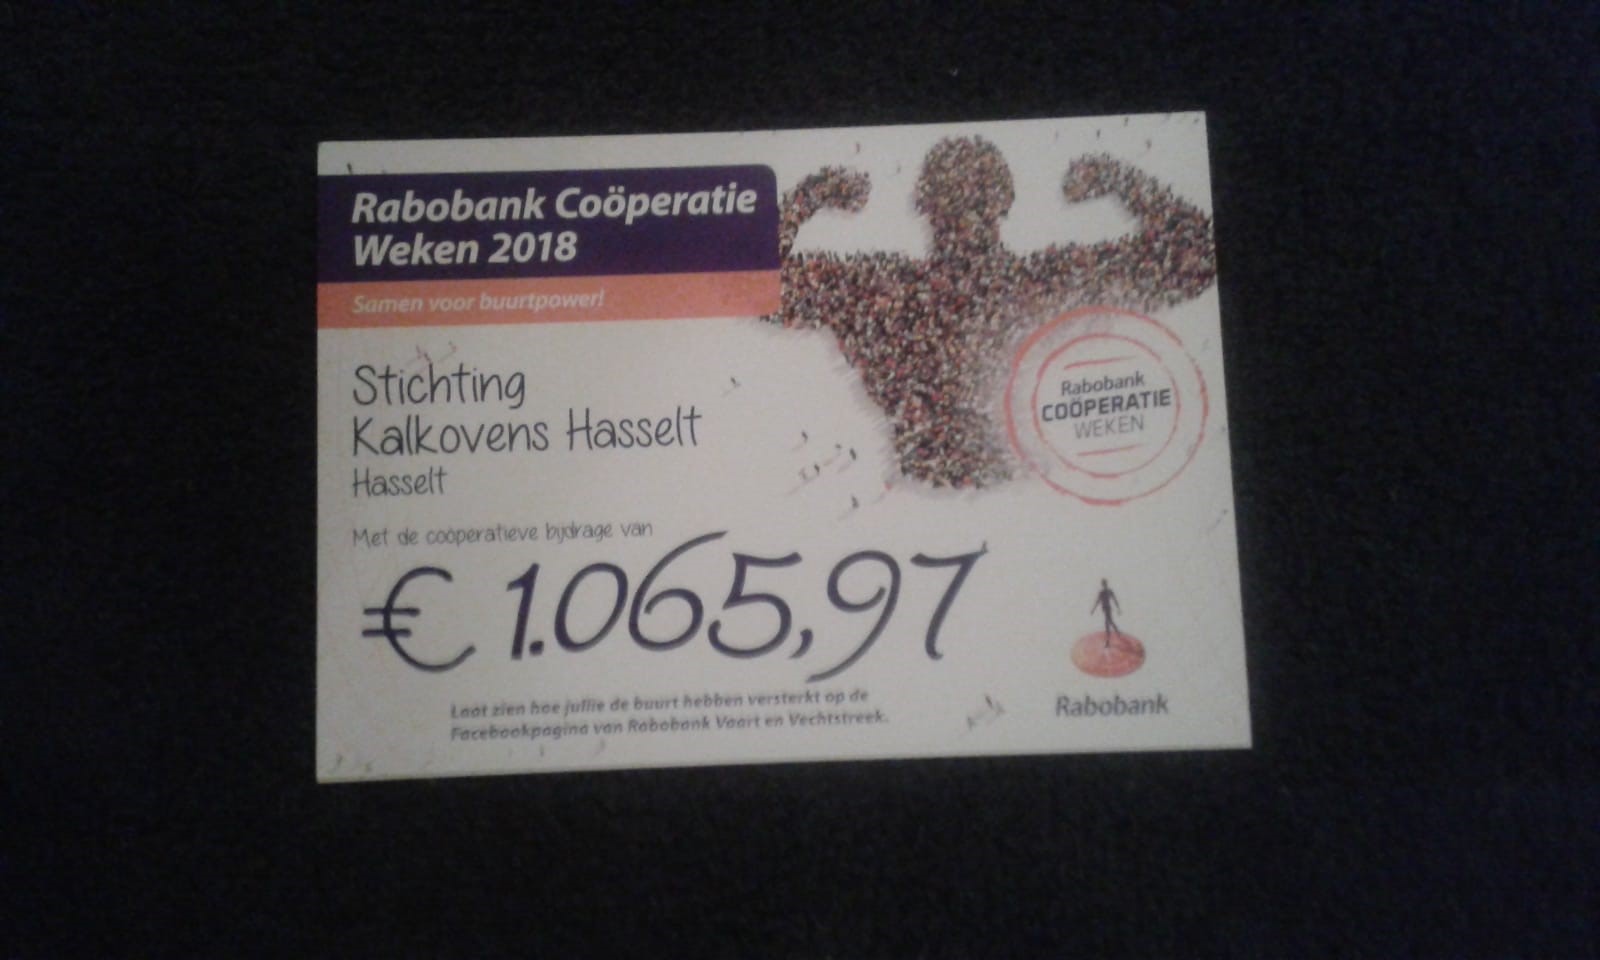 Rabobank Coöperatie
Weken 2018
Samen voor buurtpower!
Stichting
Kalkovens Hasselt
Hasselt
Met de coöperatieve bijdrage van
€ 1.065,97
Laat zien hoe jullie de buurt hebben versterkt op de
Facebookpagina van Rabobank Vaart en Vechtstreek.
Rabobank
COÖPERATIE
WEKEN
Rabobank